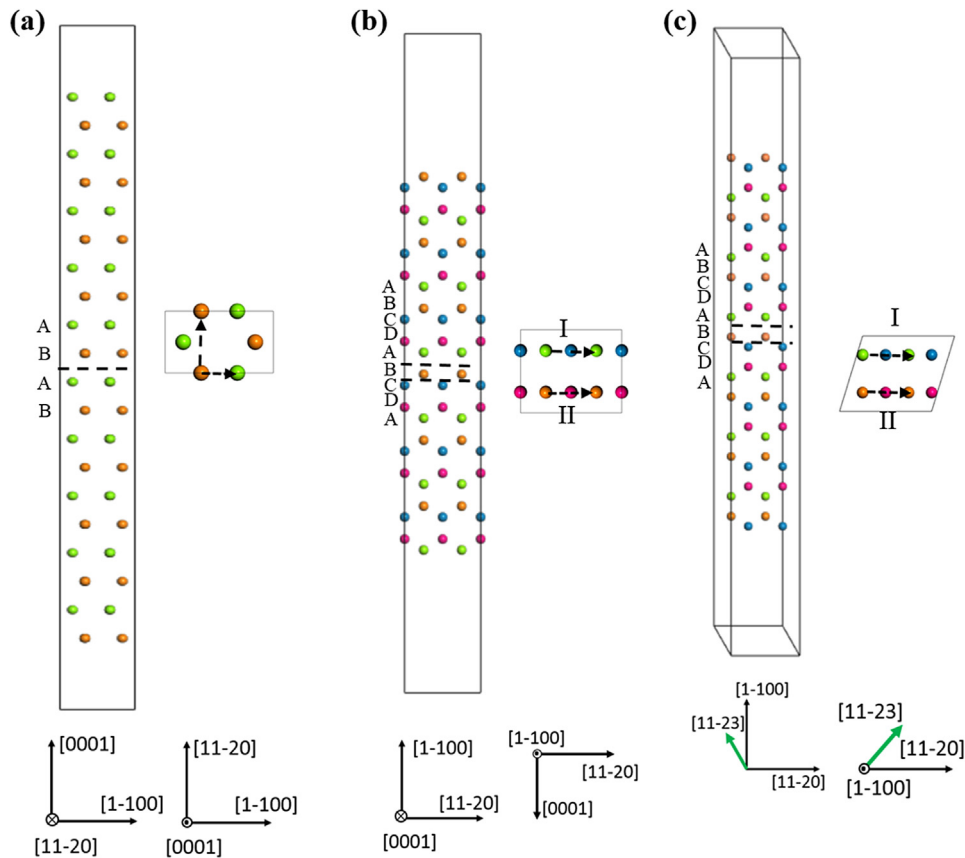 (a)
A
B
A
B
[0001]
[1-100]
[11-20]
[11-20]
[1-100]
[0001]
(b)
A
B
C
D
A
B
C
D
A
I
II
[1-100]
[11-20]
[0001]
[1-100]
[11-20]
[0001]
(c)
A
B
C
D
A
B
C
D
A
I
II
[1-100]
[11-23]
[11-20]
[11-23]
[11-20]
[1-100]